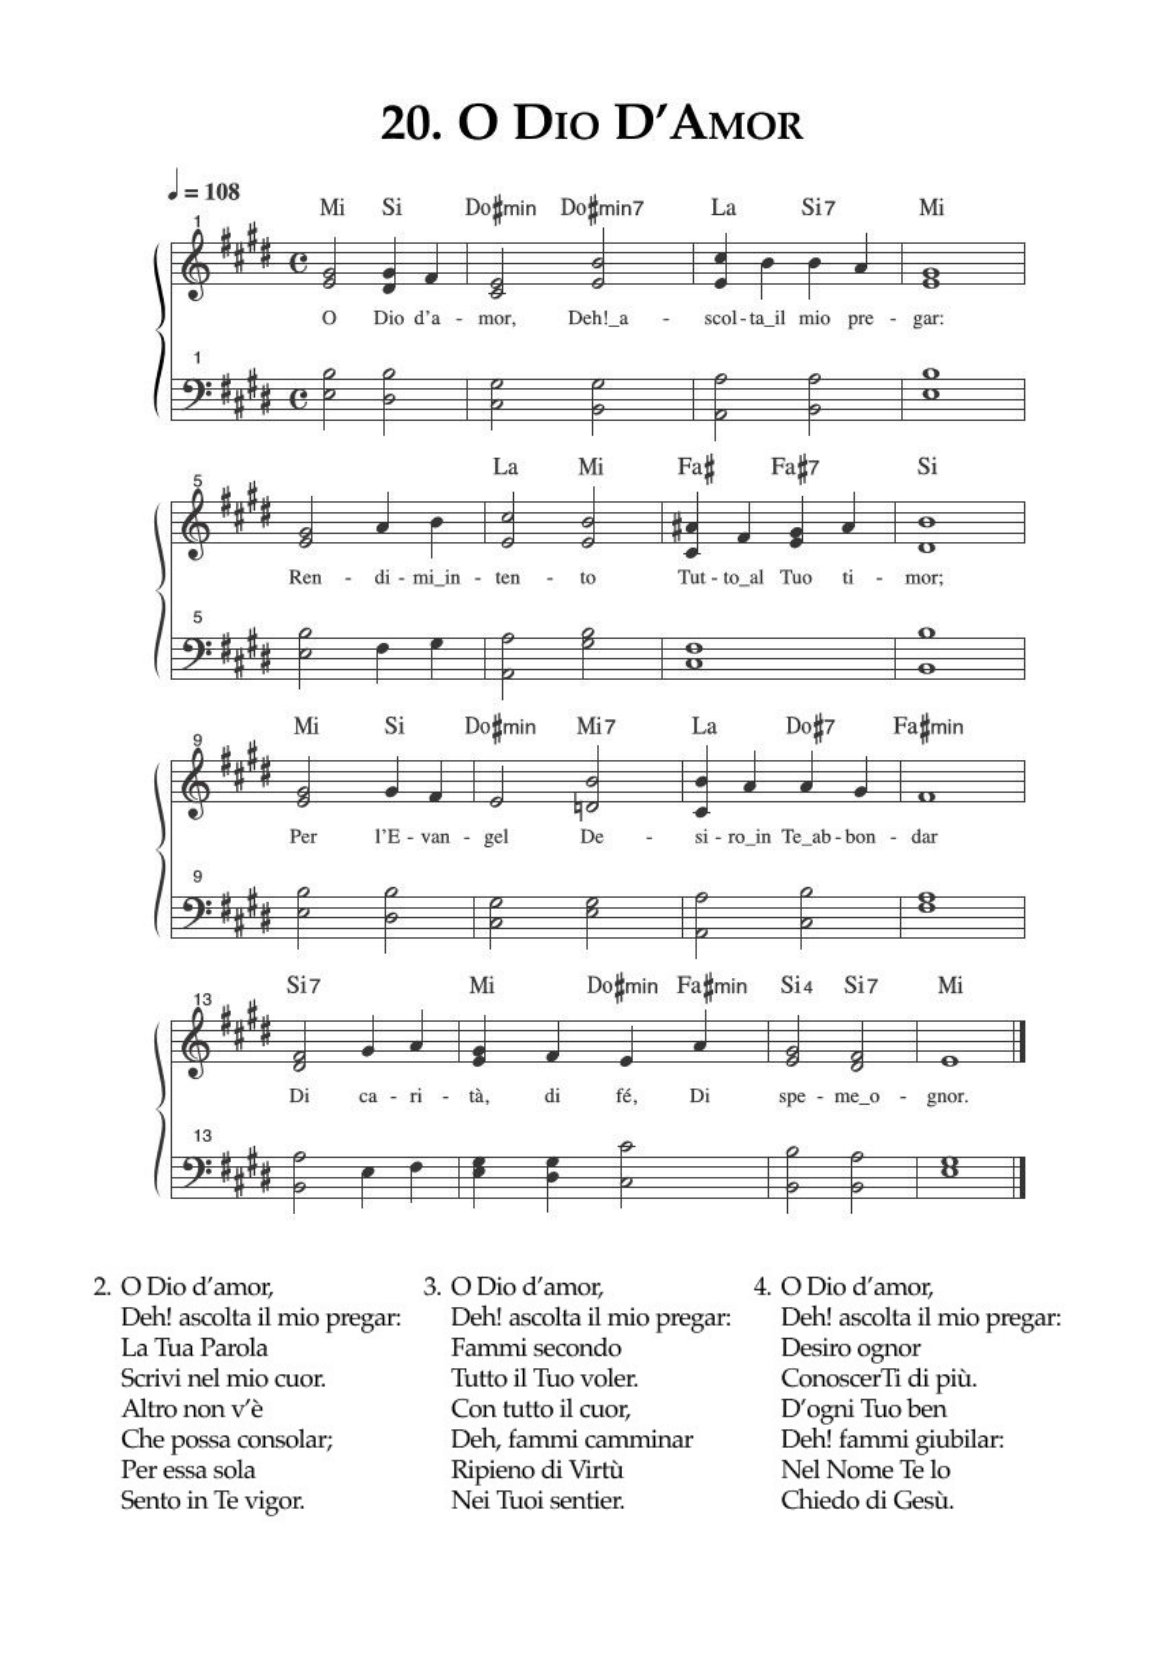 20. O Dio D'Amor
♩ = 108
Mi Si Do♯min Do♯min7 La Si7 Mi
1
O Dio d'a - mor, Deh!_a - scol - ta_il mio pre - gar:
1
La Mi Fa♯ Fa♯7 Si
5
Ren - di - mi_in - ten - to Tut - to_al Tuo ti - mor;
5
Mi Si Do♯min Mi7 La Do♯7 Fa♯min
9
Per l'E - van - gel De - si - ro_in Te_ab - bon - dar
9
Si7 Mi Do♯min Fa♯min Si4 Si7 Mi
13
Di ca - ri - tà, di fé, Di spe - me_o - gnor.
13
2. O Dio d'amor,
Deh! ascolta il mio pregar:
La Tua Parola
Scrivi nel mio cuor.
Altro non v'è
Che possa consolar;
Per essa sola
Sento in Te vigor.
3. O Dio d'amor,
Deh! ascolta il mio pregar:
Fammi secondo
Tutto il Tuo voler.
Con tutto il cuor,
Deh, fammi camminar
Ripieno di Virtù
Nei Tuoi sentier.
4. O Dio d'amor,
Deh! ascolta il mio pregar:
Desiro ognor
ConoscerTi di più.
D'ogni Tuo ben
Deh! fammi giubilar:
Nel Nome Te lo
Chiedo di Gesù.